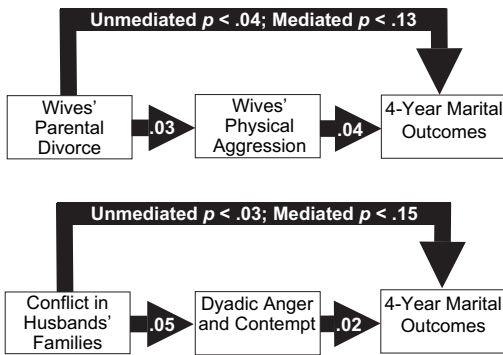 Unmediated p < .04; Mediated p < .13
Wives’
Parental
Divorce
.03
Wives’
Physical
Aggression
.04
4-Year Marital
Outcomes
Unmediated p < .03; Mediated p < .15
Conflict in
Husbands’
Families
.05
Dyadic Anger
and Contempt
.02
4-Year Marital
Outcomes